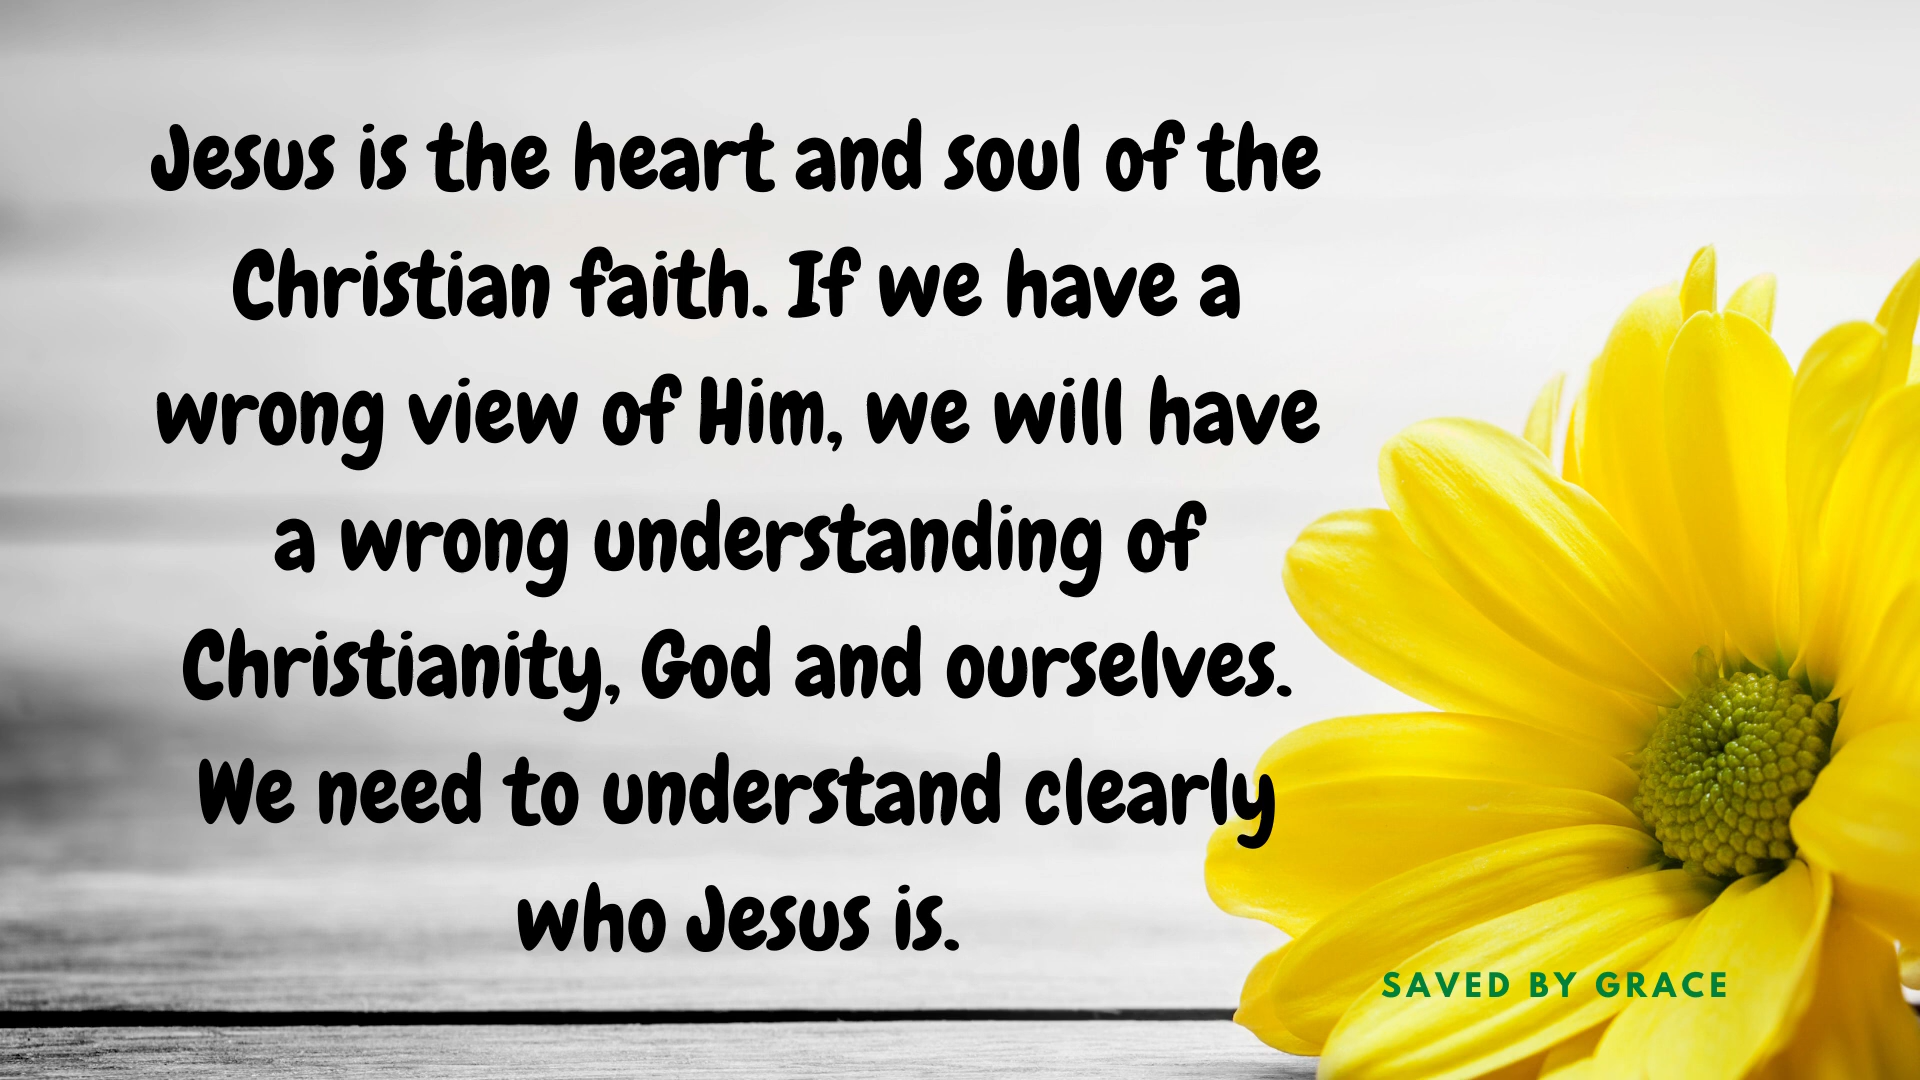 Jesus is the heart and soul of the
Christian faith. If we have a
wrong view of Him, we will have
a wrong understanding of
Christianity, God and ourselves.
We need to understand clearly
who Jesus is.
SAVED BY GRACE